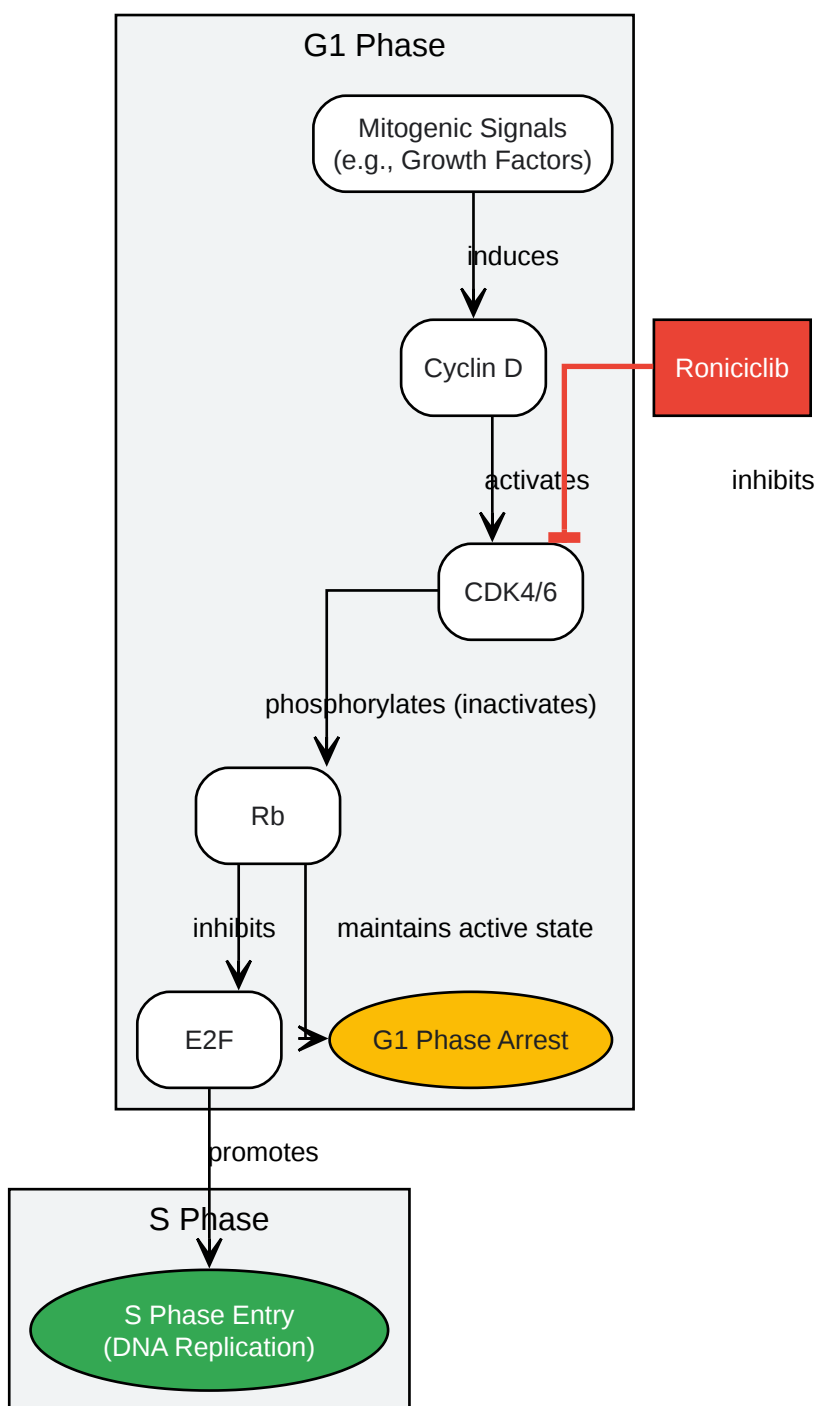 G1 Phase
Mitogenic Signals
(e.g., Growth Factors)
induces
Cyclin D
Roniciclib
activates
inhibits
CDK4/6
phosphorylates (inactivates)
Rb
inhibits
maintains active state
E2F
G1 Phase Arrest
promotes
S Phase
S Phase Entry
(DNA Replication)